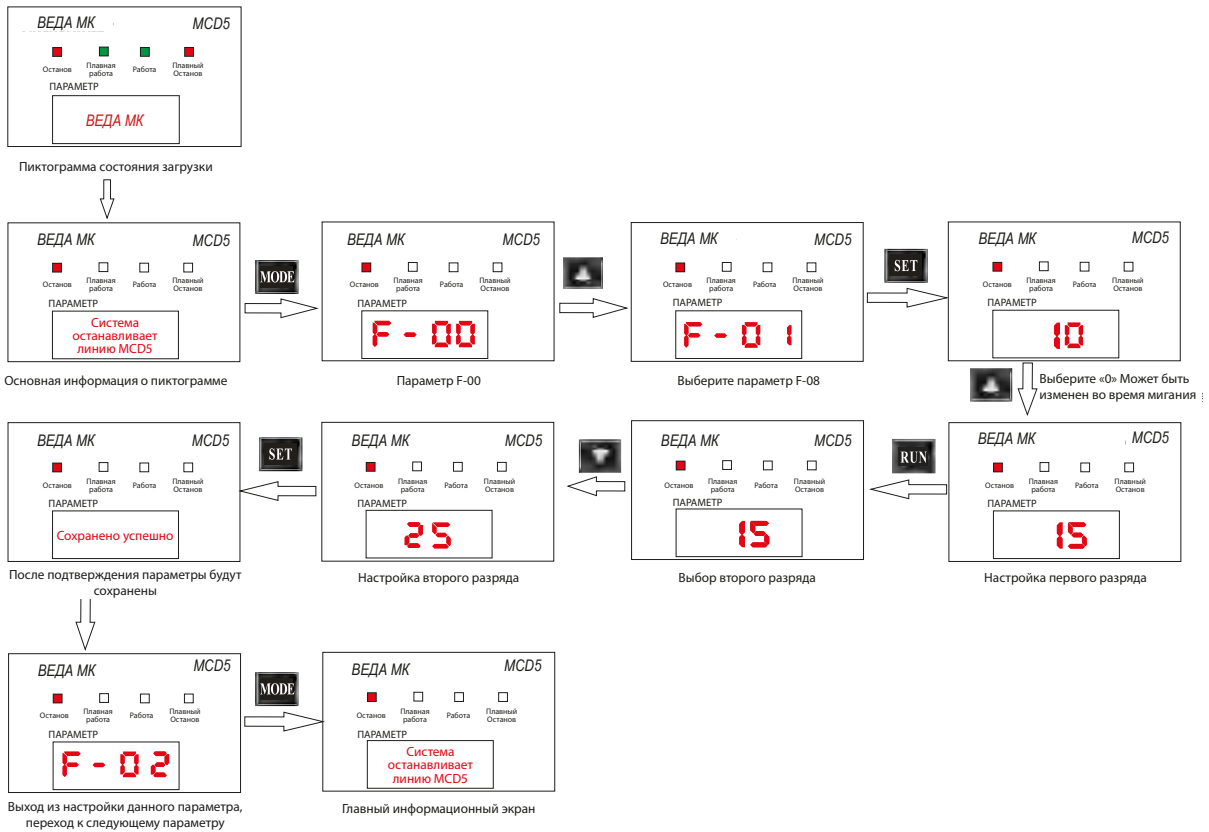 ВЕДА МК MCD5
Останов Плавная работа Работа Плавный Останов
ПАРАМЕТР
ВЕДА МК
Пиктограмма состояния загрузки
ВЕДА МК MCD5
Останов Плавная работа Работа Плавный Останов
ПАРАМЕТР
Система
останавливает
линию MCD5
Основная информация о пиктограмме
MODE
ВЕДА МК MCD5
Останов Плавная работа Работа Плавный Останов
ПАРАМЕТР
F-00
Параметр F-00
ВЕДА МК MCD5
Останов Плавная работа Работа Плавный Останов
ПАРАМЕТР
F-01
Выберите параметр F-08
SET
ВЕДА МК MCD5
Останов Плавная работа Работа Плавный Останов
ПАРАМЕТР
10
Выберите «0» Может быть
изменен во время мигания
ВЕДА МК MCD5
Останов Плавная работа Работа Плавный Останов
ПАРАМЕТР
15
Настройка первого разряда
RUN
ВЕДА МК MCD5
Останов Плавная работа Работа Плавный Останов
ПАРАМЕТР
15
Выбор второго разряда
ВЕДА МК MCD5
Останов Плавная работа Работа Плавный Останов
ПАРАМЕТР
25
Настройка второго разряда
SET
ВЕДА МК MCD5
Останов Плавная работа Работа Плавный Останов
ПАРАМЕТР
Сохранено успешно
После подтверждения параметры будут
сохранены
ВЕДА МК MCD5
Останов Плавная работа Работа Плавный Останов
ПАРАМЕТР
F-02
Выход из настройки данного параметра,
переход к следующему параметру
MODE
ВЕДА МК MCD5
Останов Плавная работа Работа Плавный Останов
ПАРАМЕТР
Система
останавливает
линию MCD5
Главный информационный экран